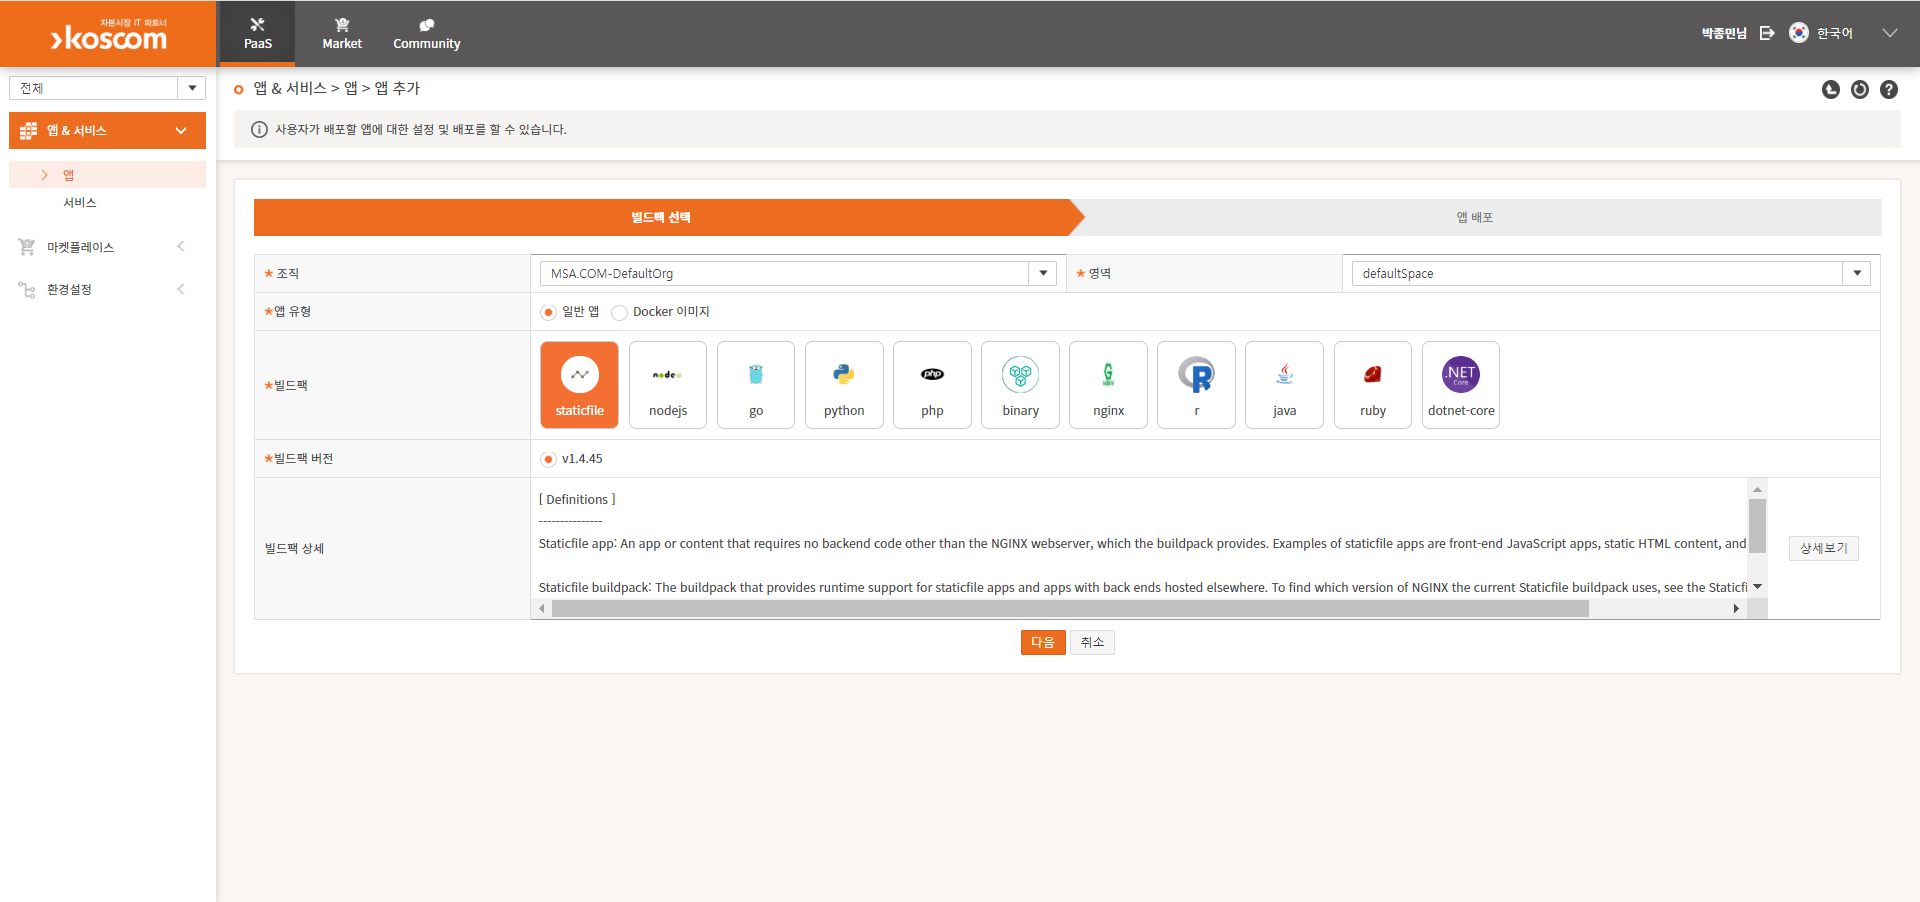 자본시장 IT 파트너
koscom
PaaS
Market
Community
박종민님
한국어
전체
앱 & 서비스
앱
서비스
마켓플레이스
환경설정
앱 & 서비스 > 앱 > 앱 추가
사용자가 배포할 앱에 대한 설정 및 배포를 할 수 있습니다.
빌드팩 선택
앱 배포
* 조직
MSA.COM-DefaultOrg
* 영역
defaultSpace
*앱 유형
일반 앱
Docker 이미지
*빌드팩
node
php
NGINX
R
.NET
Core
staticfile
nodejs
go
python
php
binary
nginx
r
java
ruby
dotnet-core
*빌드팩 버전
v1.4.45
빌드팩 상세
[ Definitions ]
---------------
Staticfile app: An app or content that requires no backend code other than the NGINX webserver, which the buildpack provides. Examples of staticfile apps are front-end JavaScript apps, static HTML content, and
Staticfile buildpack: The buildpack that provides runtime support for staticfile apps and apps with back ends hosted elsewhere. To find which version of NGINX the current Staticfile buildpack uses, see the Staticfi
상세보기
다음
취소